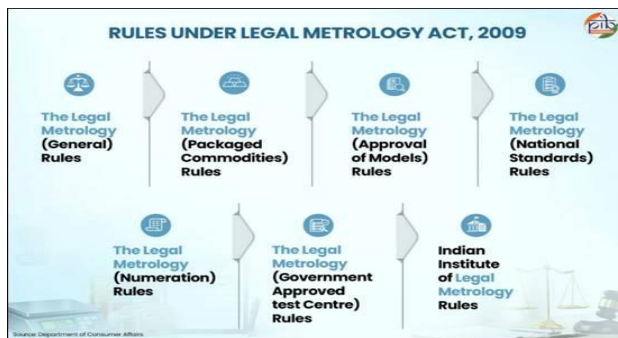 RULES UNDER LEGAL METROLOGY ACT, 2009
pib
The Legal
Metrology
(General)
Rules
The Legal
Metrology
(Packaged
Commodities)
Rules
The Legal
Metrology
(Approval
of Models)
Rules
The Legal
Metrology
(National
Standards)
Rules
The Legal
Metrology
(Numeration)
Rules
The Legal
Metrology
(Government
Approved
test Centre)
Rules
Indian
Institute
of Legal
Metrology
Rules
Source: Department of Consumer Affairs